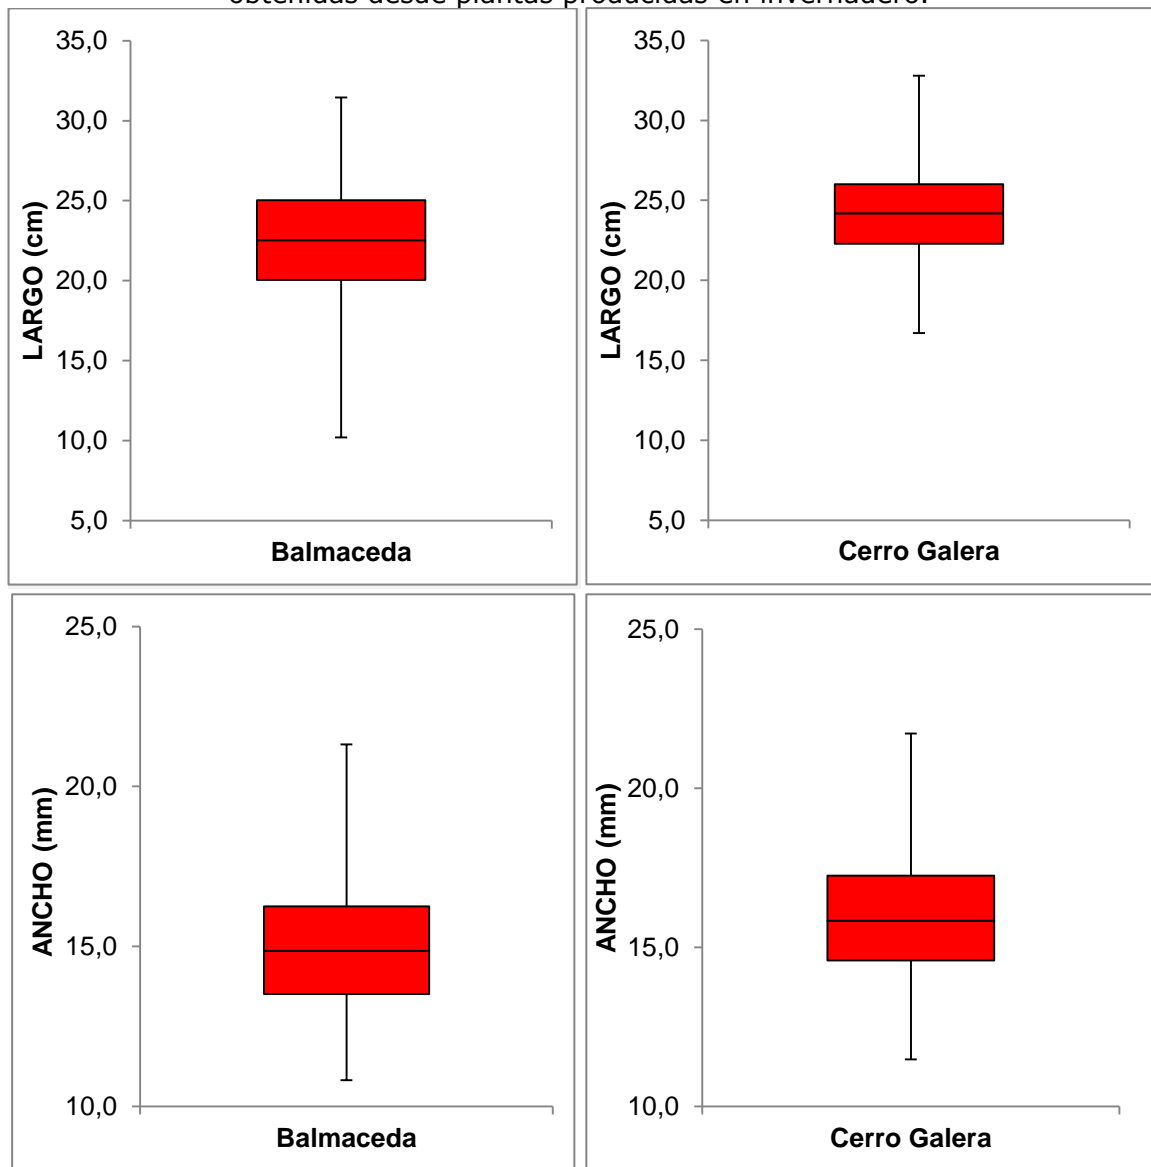 obtenidas desde plantas producidas en invernadero.
35,0
30,0
25,0
20,0
15,0
10,0
5,0
LARGO (cm)
Balmaceda
35,0
30,0
25,0
20,0
15,0
10,0
5,0
LARGO (cm)
Cerro Galera
25,0
20,0
15,0
10,0
ANCHO (mm)
Balmaceda
25,0
20,0
15,0
10,0
ANCHO (mm)
Cerro Galera